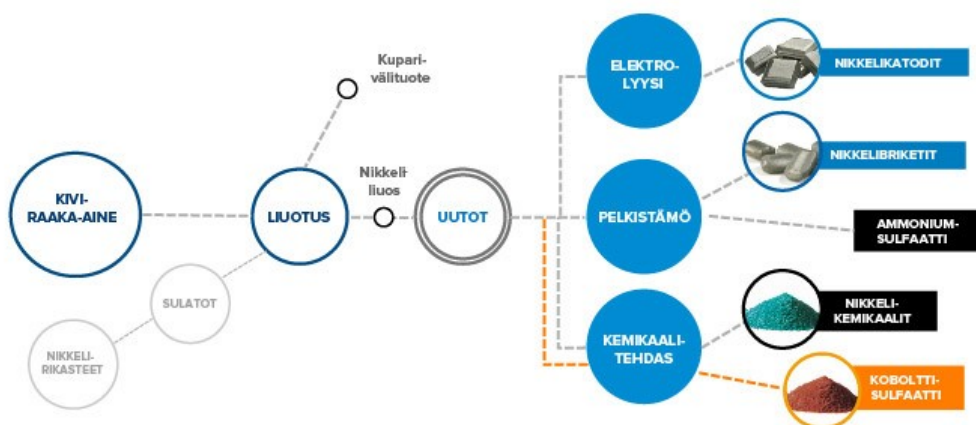 KIVI-
RAAKA-AINE
NIKKELI-
RIKASTEET
SULATOT
LIUOTUS
Kupari-
välituote
Nikkeli-
liuos
UUTOT
ELEKTRO-
LYYSI
PELKISTÄMÖ
KEMIKAALI-
TEHDAS
NIKKELIKATODIT
NIKKELIBRIKETIT
AMMONIUM-
SULFAATTI
NIKKELI-
KEMIKAALIT
KOBOLTTI-
SULFAATTI